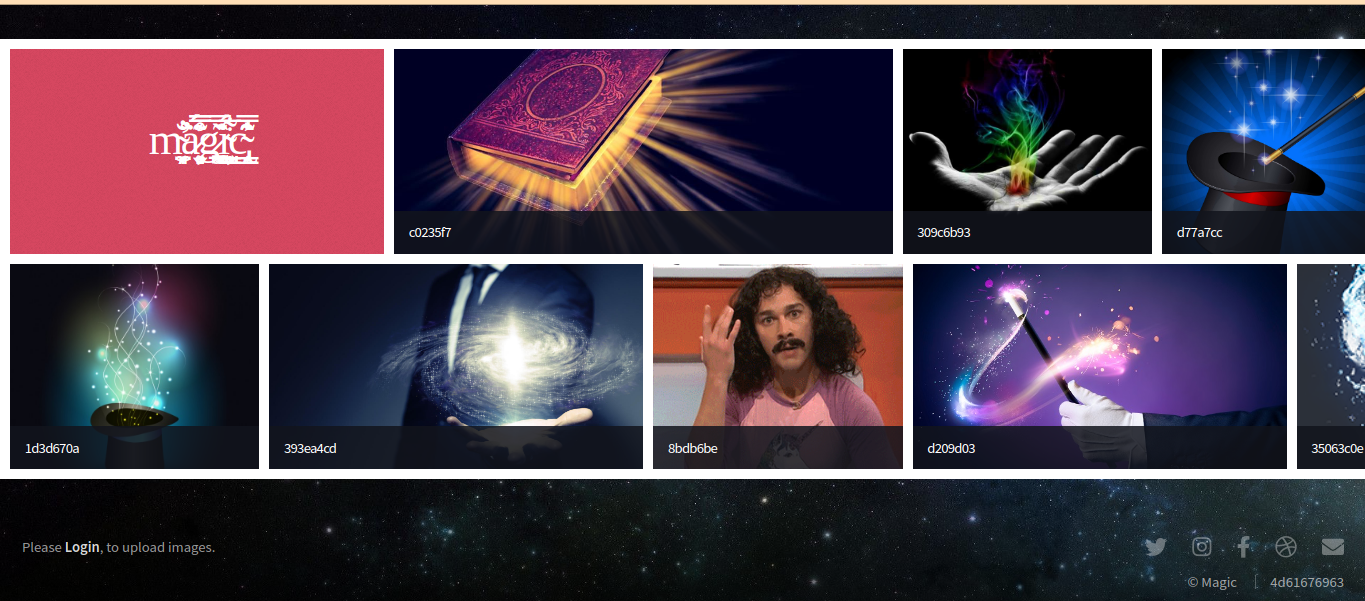 magic
c0235f7
309c6b93
d77a7cc
1d3d670a
393ea4cd
8bdb6be
d209d03
35063c0e
Please Login, to upload images.
© Magic
4d61676963